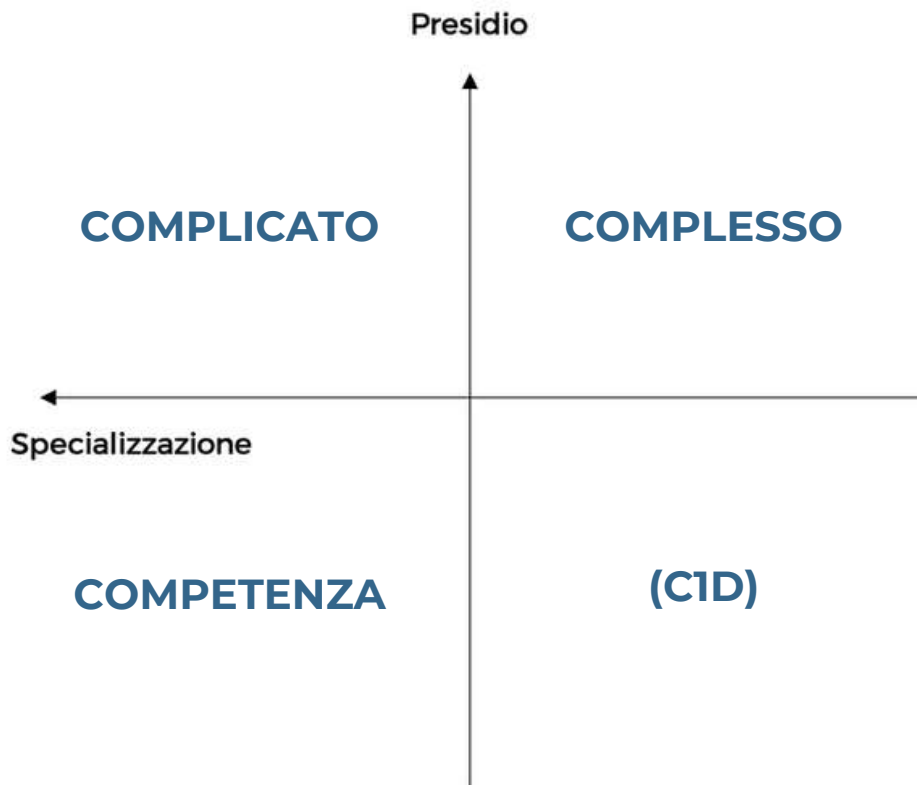 Presidio
COMPLICATO
COMPLESSO
Specializzazione
COMPETENZA
(C1D)